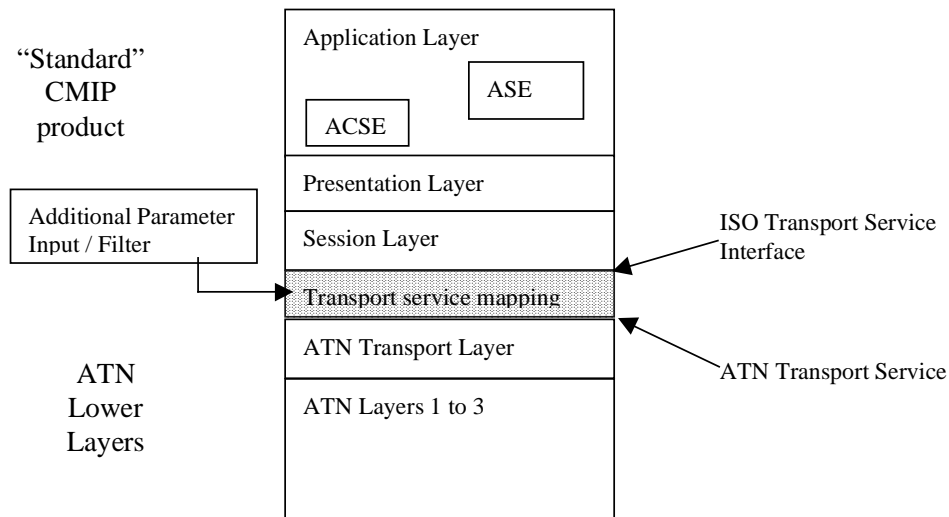 Application Layer
“Standard”
CMIP
product
ASE
ACSE
Presentation Layer
Additional Parameter
Input / Filter
Session Layer
ISO Transport Service
Interface
Transport service mapping
ATN Transport Layer
ATN Transport Service
ATN
Lower
Layers
ATN Layers 1 to 3